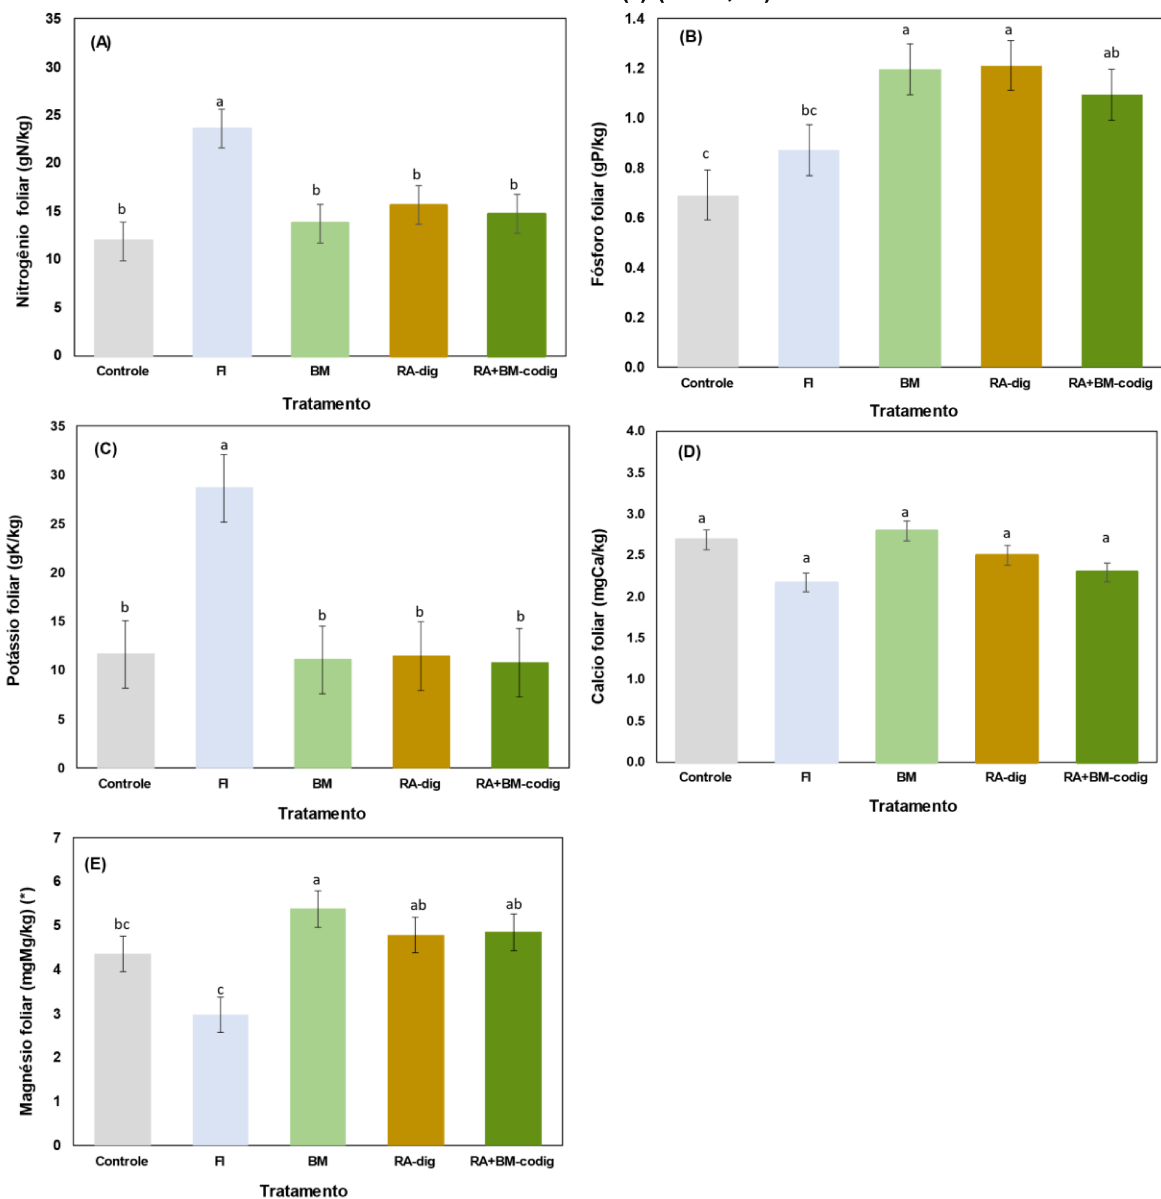 (A)
Nitrogênio foliar (gN/kg)
35
30
25
20
15
10
5
0
a
b
b
b
b
Controle FI BM RA-dig RA+BM-codig
Tratamento
(B)
Fósforo foliar (gP/kg)
1.4
1.2
1.0
0.8
0.6
0.4
0.2
0.0
c
bc
a
a
ab
Controle FI BM RA-dig RA+BM-codig
Tratamento
(C)
Potássio foliar (gK/kg)
35
30
25
20
15
10
5
0
b
a
b
b
b
Controle FI BM RA-dig RA+BM-codig
Tratamento
(D)
Calcio foliar (mgCa/kg)
4.0
3.5
3.0
2.5
2.0
1.5
1.0
0.5
0.0
a
a
a
a
a
Controle FI BM RA-dig RA+BM-codig
Tratamento
(E)
Magnésio foliar (mgMg/kg) (*)
7
6
5
4
3
2
1
0
bc
c
a
ab
ab
Controle FI BM RA-dig RA+BM-codig
Tratamento